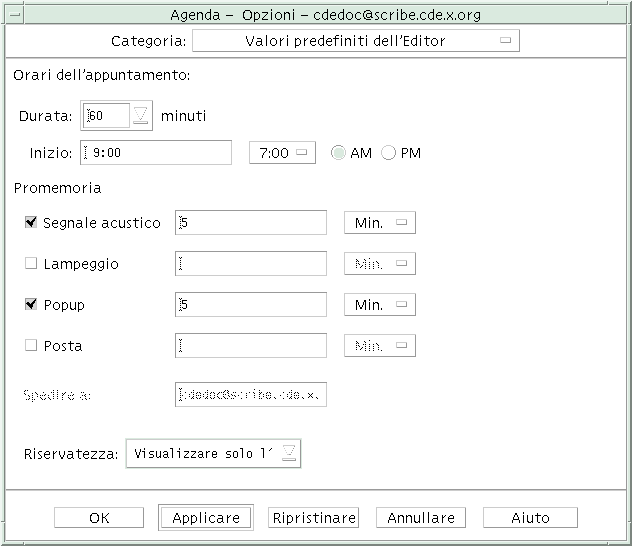 Agenda – Opzioni – cdedoc@scribe.cde.x.org
Categoria: Valori predefiniti dell'Editor
Orari dell'appuntamento:
Durata: 60 minuti
Inizio: 9:00 7:00 AM PM
Promemoria
Segnale acustico 5 Min.
Lampeggio Min.
Popup 5 Min.
Posta Min.
Spedire a: cdedoc@scribe.cde.x.
Riservatezza: Visualizzare solo l'
OK Applicare Ripristinare Annullare Aiuto